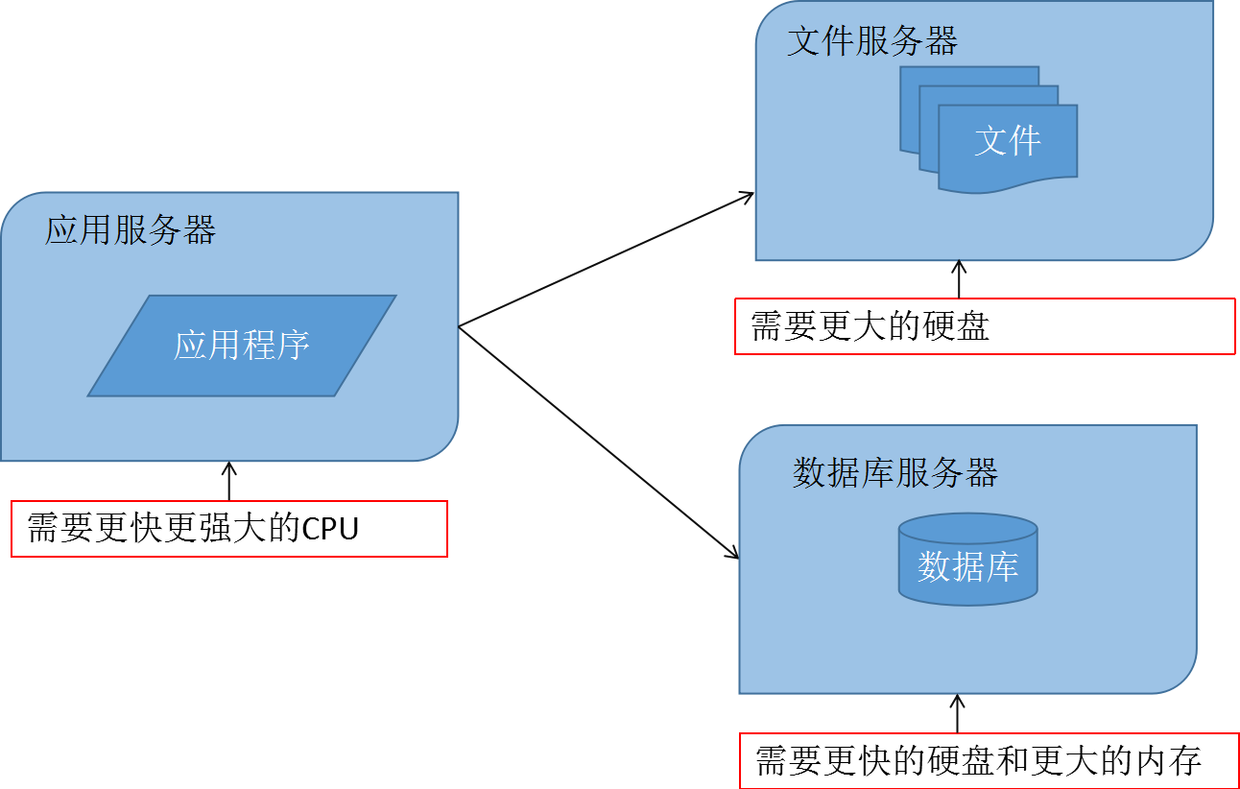 文件服务器
文件
应用服务器
应用程序
需要更大的硬盘
需要更快更强大的CPU
数据库服务器
数据库
需要更快的硬盘和更大的内存